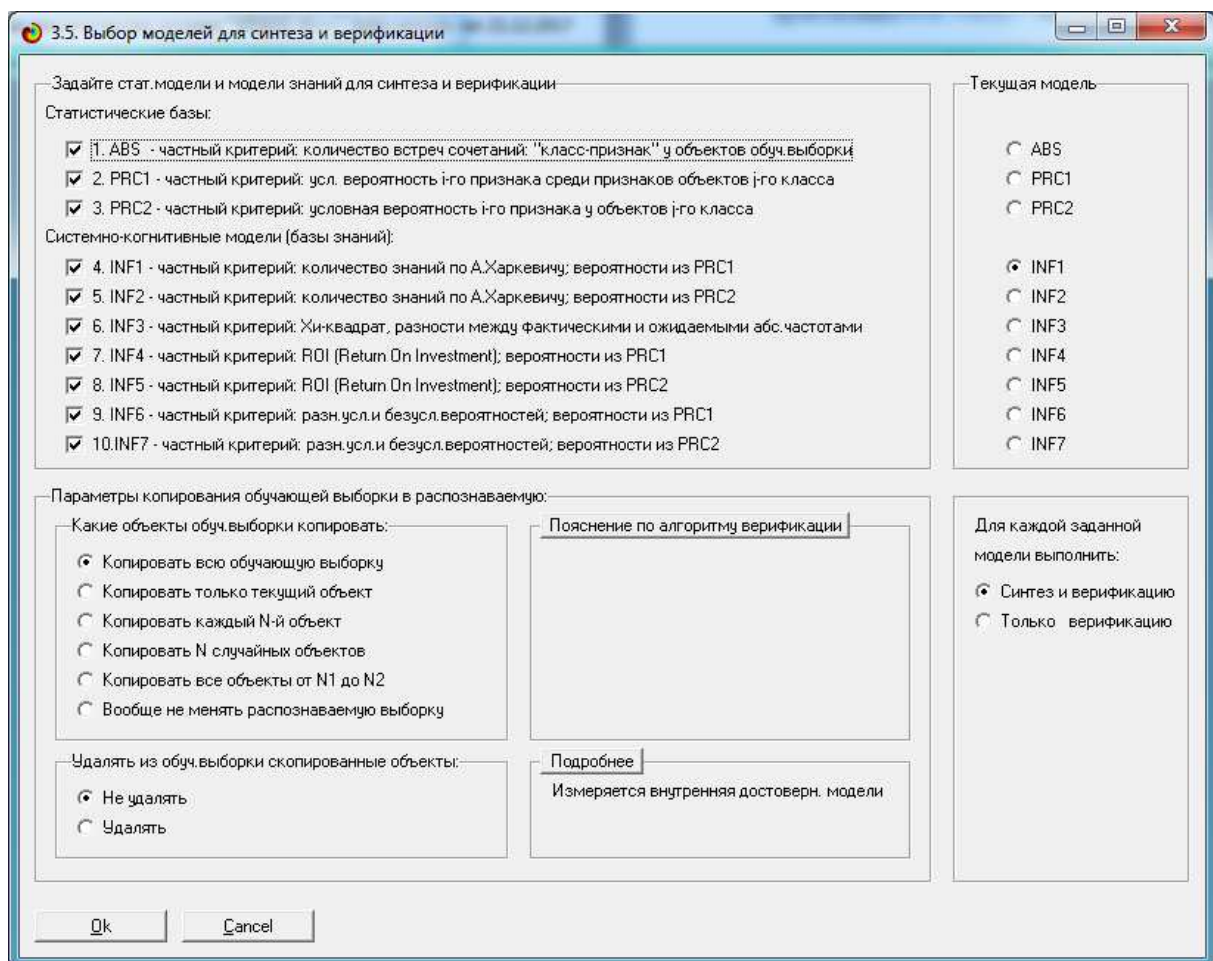 3.5. Выбор моделей для синтеза и верификации
Задайте стат.модели и модели знаний для синтеза и верификации
Статистические базы:
1. ABS - частный критерий: количество встреч сочетаний: "класс-признак" у объектов обуч.выборки
2. PRC1 - частный критерий: усл. вероятность i-го признака среди признаков объектов j-го класса
3. PRC2 - частный критерий: условная вероятность i-го признака у объектов j-го класса
Системно-когнитивные модели (базы знаний):
4. INF1 - частный критерий: количество знаний по А.Харкевичу; вероятности из PRC1
5. INF2 - частный критерий: количество знаний по А.Харкевичу; вероятности из PRC2
6. INF3 - частный критерий: Хи-квадрат, разности между фактическими и ожидаемыми абс.частотами
7. INF4 - частный критерий: ROI (Return On Investment); вероятности из PRC1
8. INF5 - частный критерий: ROI (Return On Investment); вероятности из PRC2
9. INF6 - частный критерий: разн.усл.и безусл.вероятностей; вероятности из PRC1
10.INF7 - частный критерий: разн.усл.и безусл.вероятностей; вероятности из PRC2
Текущая модель
ABS
PRC1
PRC2
INF1
INF2
INF3
INF4
INF5
INF6
INF7
Параметры копирования обучающей выборки в распознаваемую:
Какие объекты обуч.выборки копировать:
Копировать всю обучающую выборку
Копировать только текущий объект
Копировать каждый N-й объект
Копировать N случайных объектов
Копировать все объекты от N1 до N2
Вообще не менять распознаваемую выборку
Пояснение по алгоритму верификации
Удалять из обуч.выборки скопированные объекты:
Не удалять
Удалять
Подробнее
Измеряется внутренняя достоверн. модели
Для каждой заданной
модели выполнить:
Синтез и верификацию
Только верификацию
Ok
Cancel